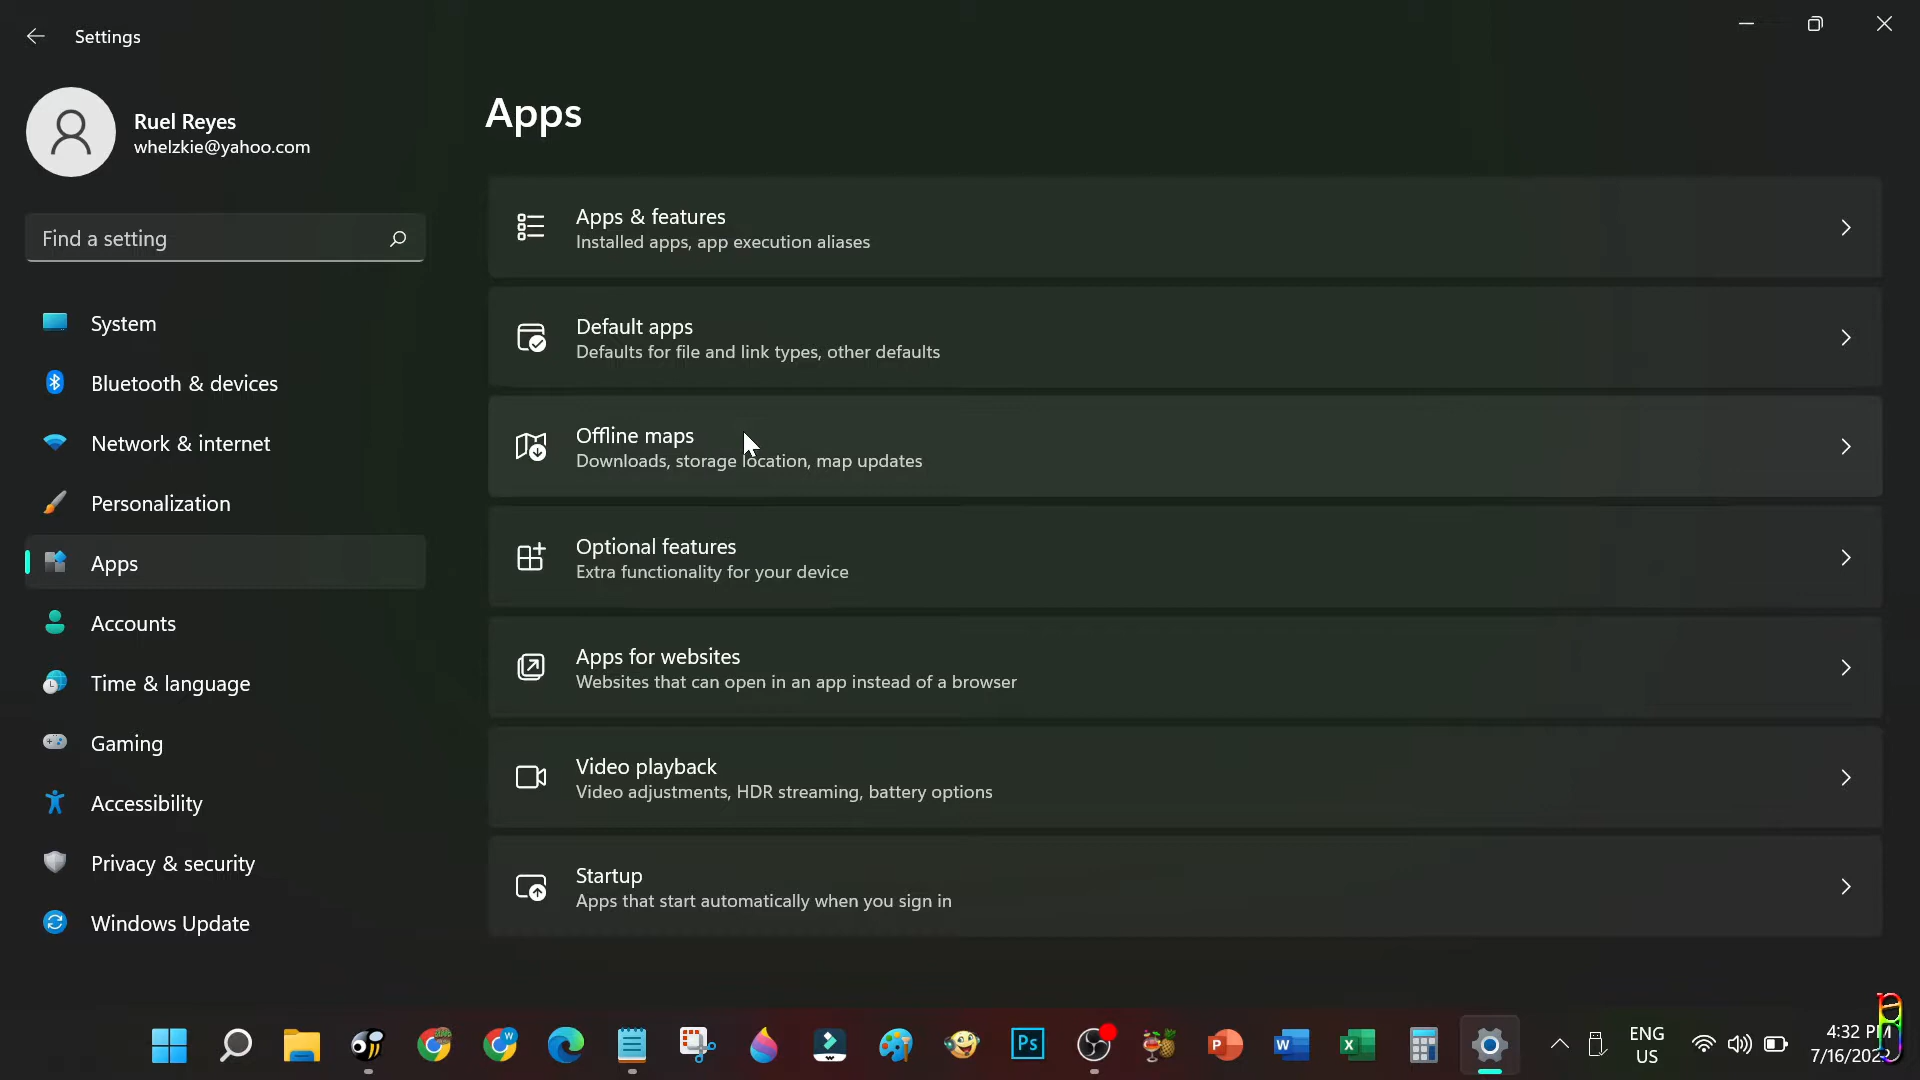 Settings
Ruel Reyes
whelzkie@yahoo.com
Find a setting
System
Bluetooth & devices
Network & internet
Personalization
Apps
Accounts
Time & language
Gaming
Accessibility
Privacy & security
Windows Update
Apps
Apps & features
Installed apps, app execution aliases
Default apps
Defaults for file and link types, other defaults
Offline maps
Downloads, storage location, map updates
Optional features
Extra functionality for your device
Apps for websites
Websites that can open in an app instead of a browser
Video playback
Video adjustments, HDR streaming, battery options
Startup
Apps that start automatically when you sign in
W
Ps
P
W
X
ENG
US
4:32 PM